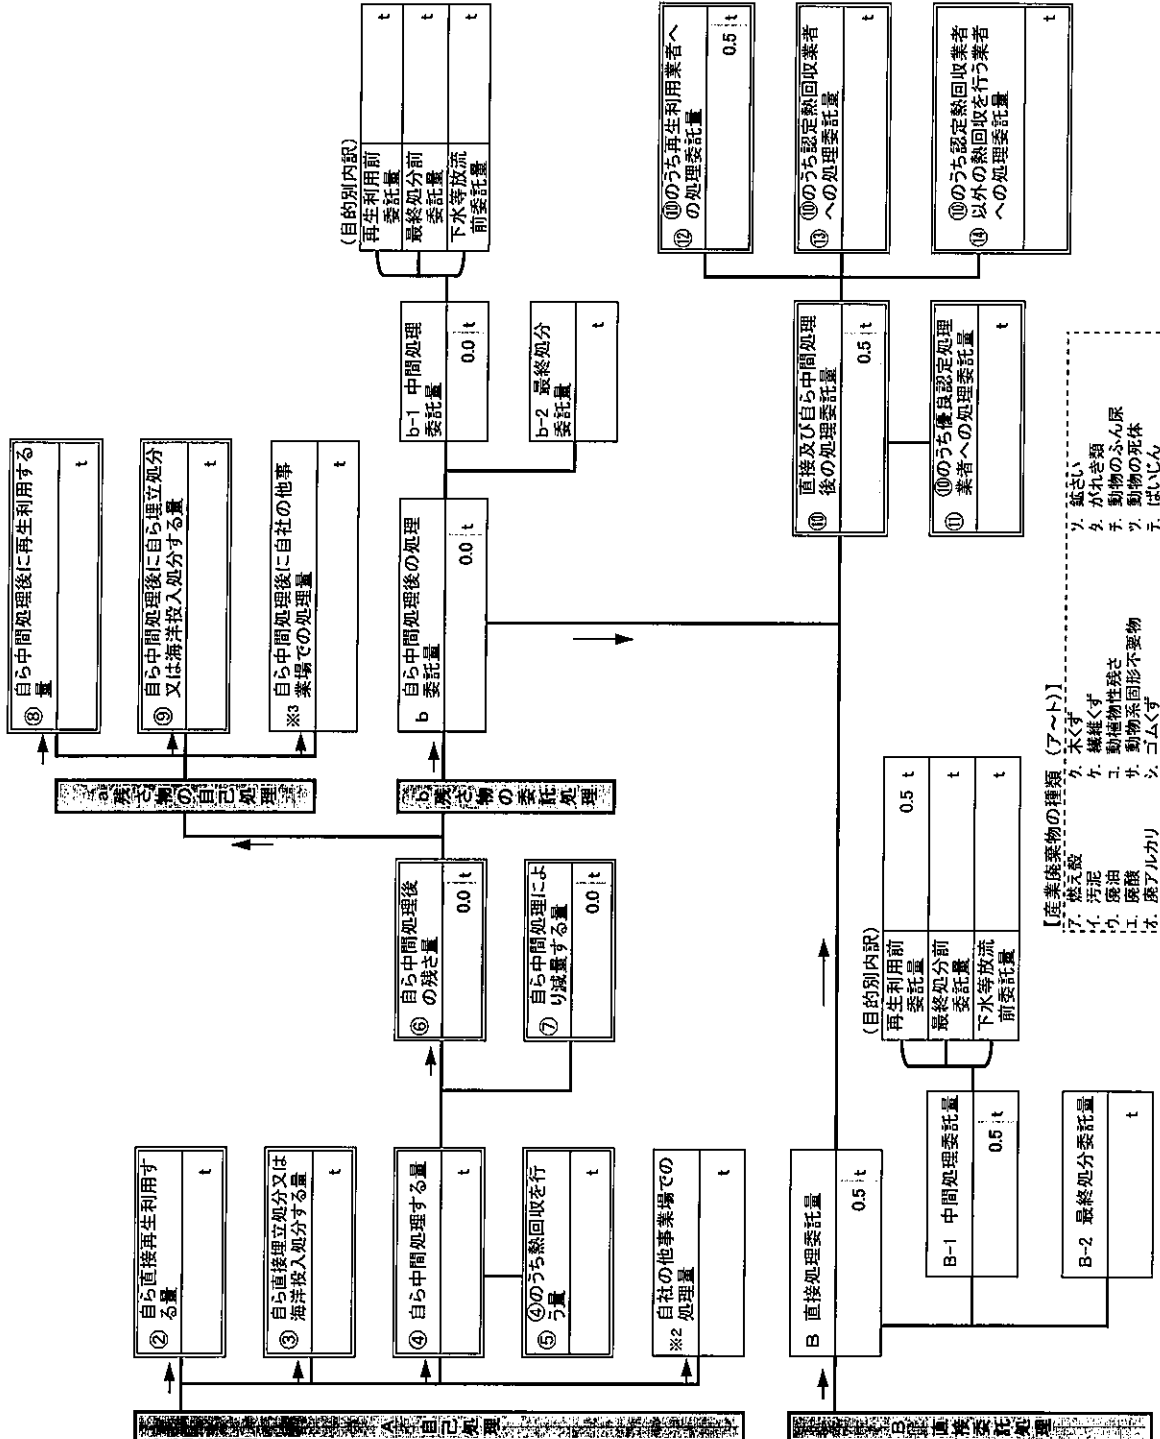 A 自己処理
② 自ら直接再生利用す
る量
t
③ 自ら直接埋立処分又は
海洋投入処分する量
t
④ 自ら中間処理する量
t
⑤ ④のうち熱回収を行
う量
t
※2 自社の他事業場での
処理量
t
⑥ 自ら中間処理後
の残さ量
0.0 t
⑦ 自ら中間処理によ
り減量する量
0.0 t
a 残さ物の自己処理
⑧ 自ら中間処理後に再生利用する
量
t
⑨ 自ら中間処理後に自ら埋立処分
又は海洋投入処分する量
t
※3 自ら中間処理後に自社の他事
業場での処理量
t
b 残さ物の委託処理
b 自ら中間処理後の処理
委託量
0.0 t
b-1 中間処理
委託量
0.0 t
b-2 最終処分
委託量
t
(目的別内訳)
再生利用前
委託量
t
最終処分前
委託量
t
下水等放流
前委託量
t
B 直接委託処理
B 直接処理委託量
0.5 t
B-1 中間処理委託量
0.5 t
B-2 最終処分委託量
t
(目的別内訳)
再生利用前
委託量
0.5 t
最終処分前
委託量
t
下水等放流
前委託量
t
⑩ 直接及び自ら中間処理
後の処理委託量
0.5 t
⑪ ⑩のうち優良認定処理
業者への処理委託量
t
⑫ ⑩のうち再生利用業者へ
の処理委託量
0.5 t
⑬ ⑩のうち認定熱回収業者
への処理委託量
t
⑭ ⑩のうち認定熱回収業者
以外の熱回収を行う業者
への処理委託量
t
【産業廃棄物の種類 (ア~ト)】
ア. 燃え殻 ク. 木くず ソ. 鉱さい
イ. 汚泥 ケ. 繊維くず タ. がれき類
ウ. 廃油 コ. 動植物性残さ チ. 動物のふん尿
エ. 廃酸 サ. 動物系固形不要物 ツ. 動物の死体
オ. 廃アルカリ シ. ゴムくず テ. ばいじん